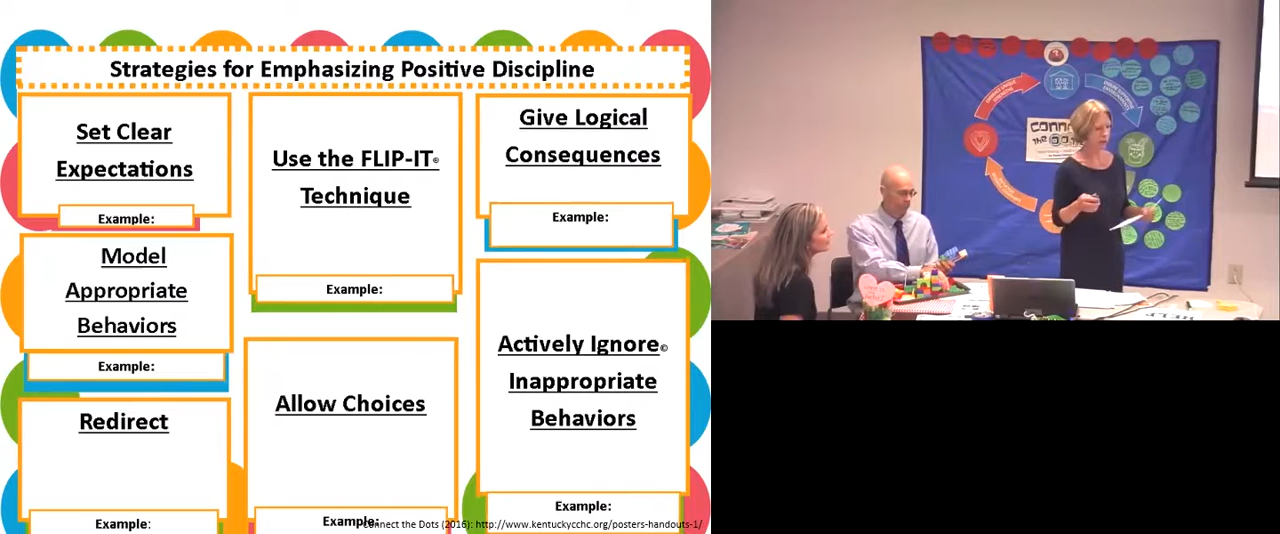 Strategies for Emphasizing Positive Discipline
Set Clear
Expectations
Example:
Model
Appropriate
Behaviors
Example:
Redirect
Example:
Use the FLIP-IT®
Technique
Example:
Allow Choices
Example:
Give Logical
Consequences
Example:
Actively Ignore©
Inappropriate
Behaviors
Example:
Connect the Dots (2016): http://www.kentuckycchc.org/posters-handouts-1/
the